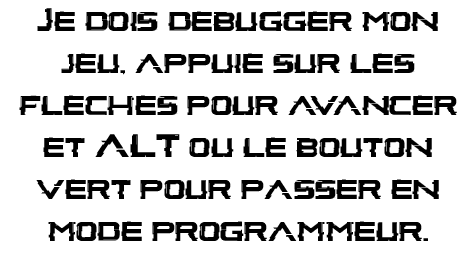 Je dois debugger mon
jeu, appuie sur les
fleches pour avancer
et ALT ou le bouton
vert pour passer en
mode programmeur.